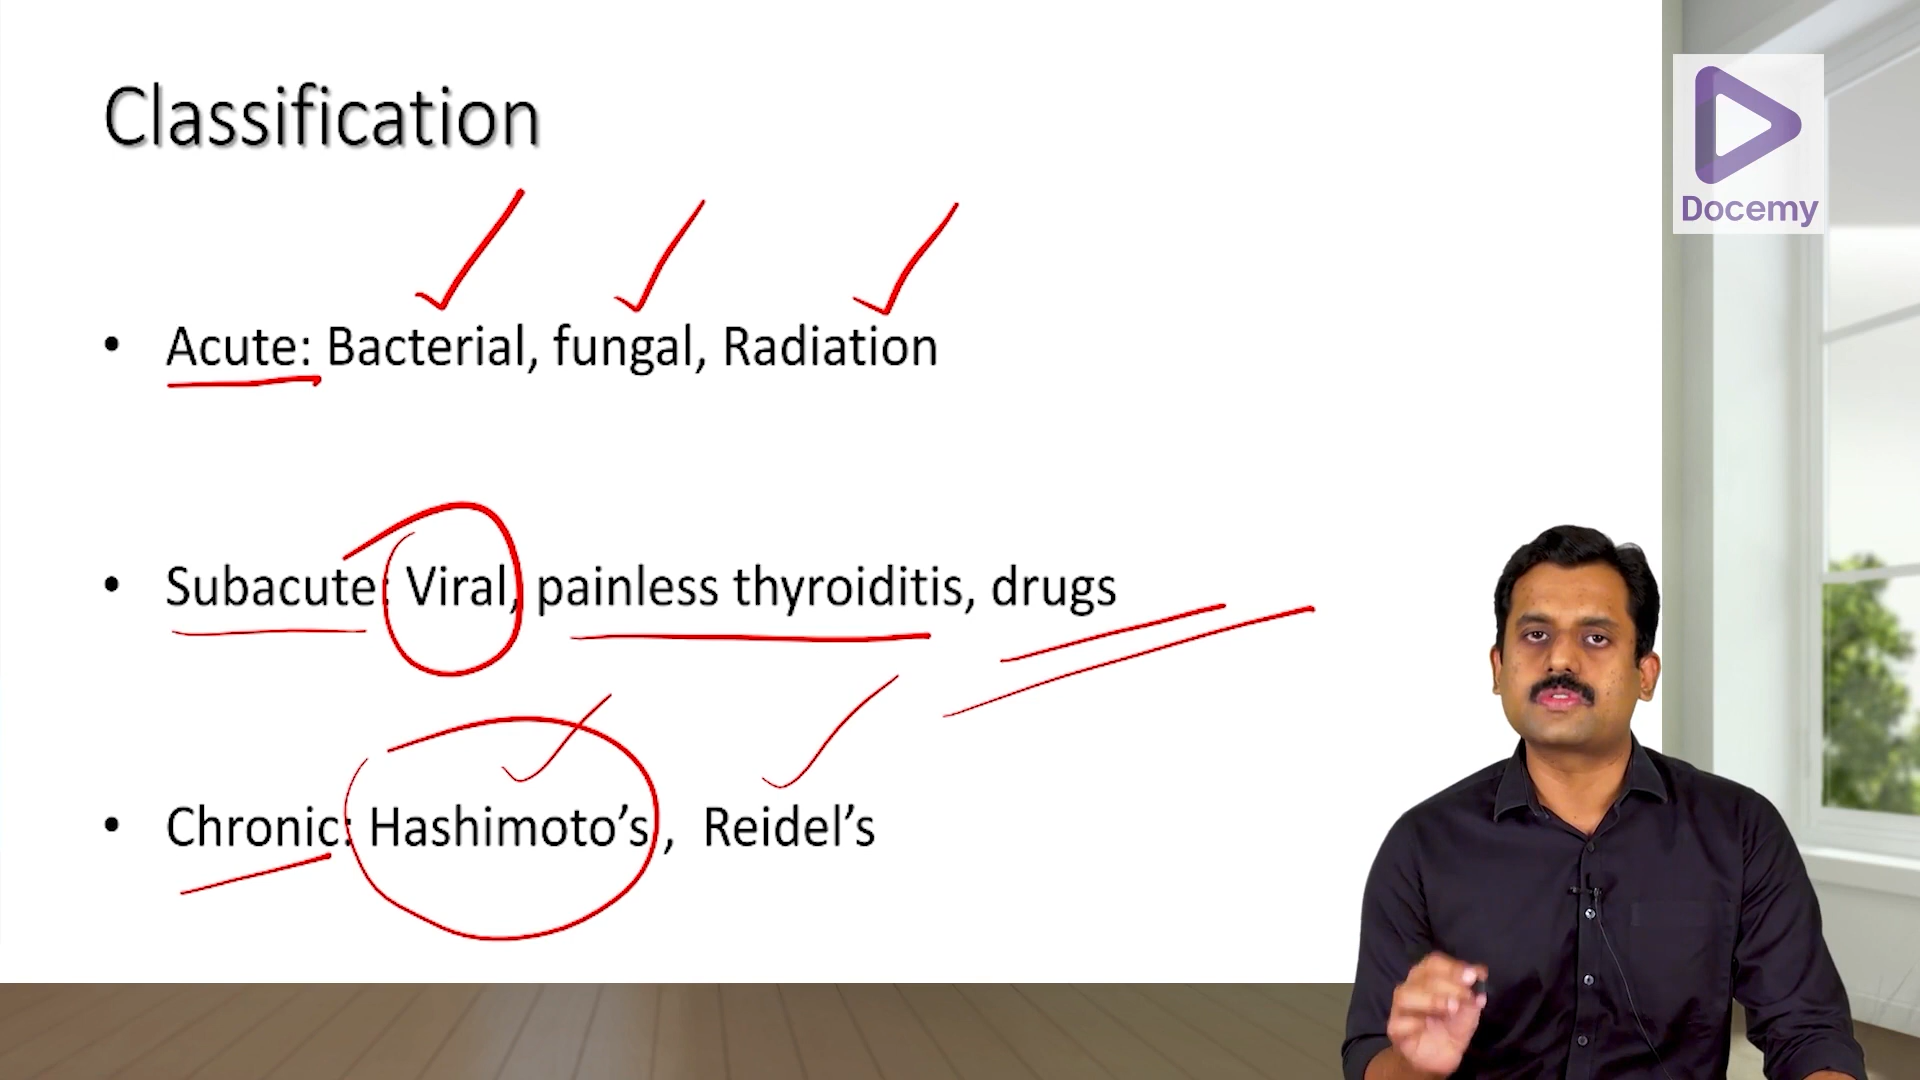 Classification
Docemy
• Acute: Bacterial, fungal, Radiation
• Subacute: Viral, painless thyroiditis, drugs
• Chronic: Hashimoto’s , Reidel’s